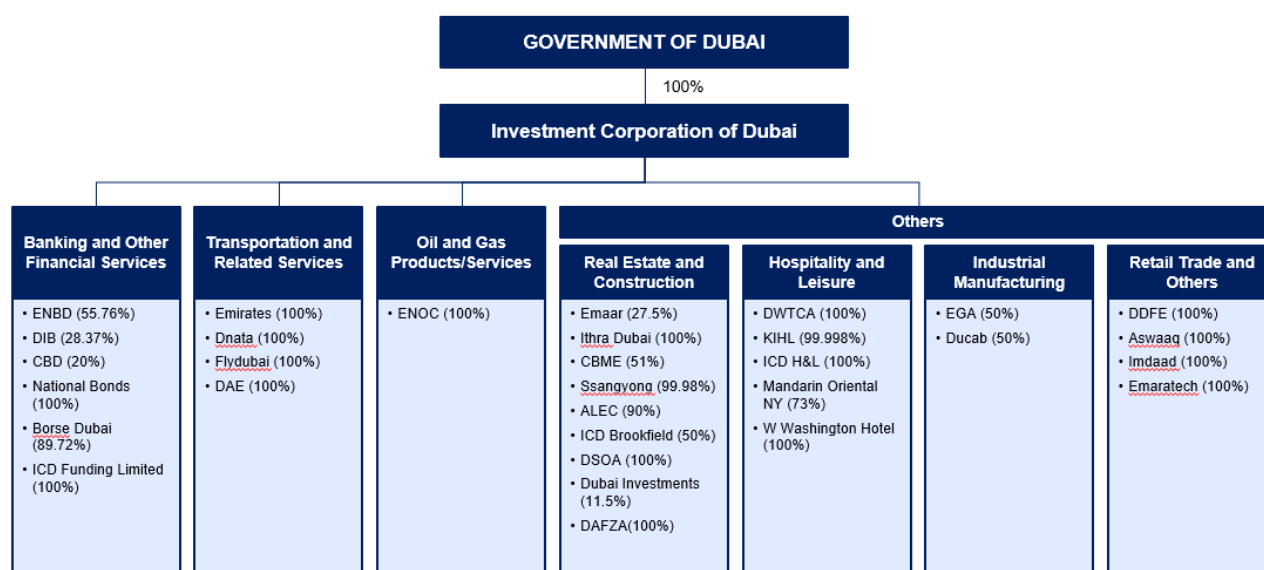 GOVERNMENT OF DUBAI
100%
Investment Corporation of Dubai
Banking and Other
Financial Services
• ENBD (55.76%)
• DIB (28.37%)
• CBD (20%)
• National Bonds
(100%)
• Borse Dubai
(89.72%)
• ICD Funding Limited
(100%)
Transportation and
Related Services
• Emirates (100%)
• Dnata (100%)
• Flydubai (100%)
• DAE (100%)
Oil and Gas
Products/Services
• ENOC (100%)
Others
Real Estate and
Construction
• Emaar (27.5%)
• Ithra Dubai (100%)
• CBME (51%)
• Ssangyong (99.98%)
• ALEC (90%)
• ICD Brookfield (50%)
• DSOA (100%)
• Dubai Investments
(11.5%)
• DAFZA(100%)
Hospitality and
Leisure
• DWTCA (100%)
• KIHL (99.998%)
• ICD H&L (100%)
• Mandarin Oriental
NY (73%)
• W Washington Hotel
(100%)
Industrial
Manufacturing
• EGA (50%)
• Ducab (50%)
Retail Trade and
Others
• DDFE (100%)
• Aswaaq (100%)
• Imdaad (100%)
• Emaratech (100%)